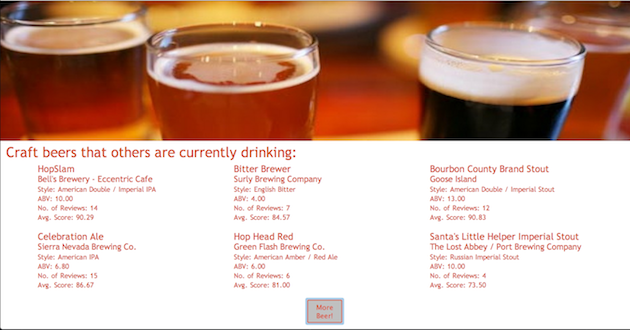 Craft beers that others are currently drinking:
HopSlam
Bell's Brewery - Eccentric Cafe
Style: American Double / Imperial IPA
ABV: 10.00
No. of Reviews: 14
Avg. Score: 90.29
Bitter Brewer
Surly Brewing Company
Style: English Bitter
ABV: 4.00
No. of Reviews: 7
Avg. Score: 84.57
Bourbon County Brand Stout
Goose Island
Style: American Double / Imperial Stout
ABV: 13.00
No. of Reviews: 12
Avg. Score: 90.83
Celebration Ale
Sierra Nevada Brewing Co.
Style: American IPA
ABV: 6.80
No. of Reviews: 15
Avg. Score: 86.67
Hop Head Red
Green Flash Brewing Co.
Style: American Amber / Red Ale
ABV: 6.00
No. of Reviews: 6
Avg. Score: 81.00
Santa's Little Helper Imperial Stout
The Lost Abbey / Port Brewing Company
Style: Russian Imperial Stout
ABV: 10.00
No. of Reviews: 4
Avg. Score: 73.50
More
Beer!